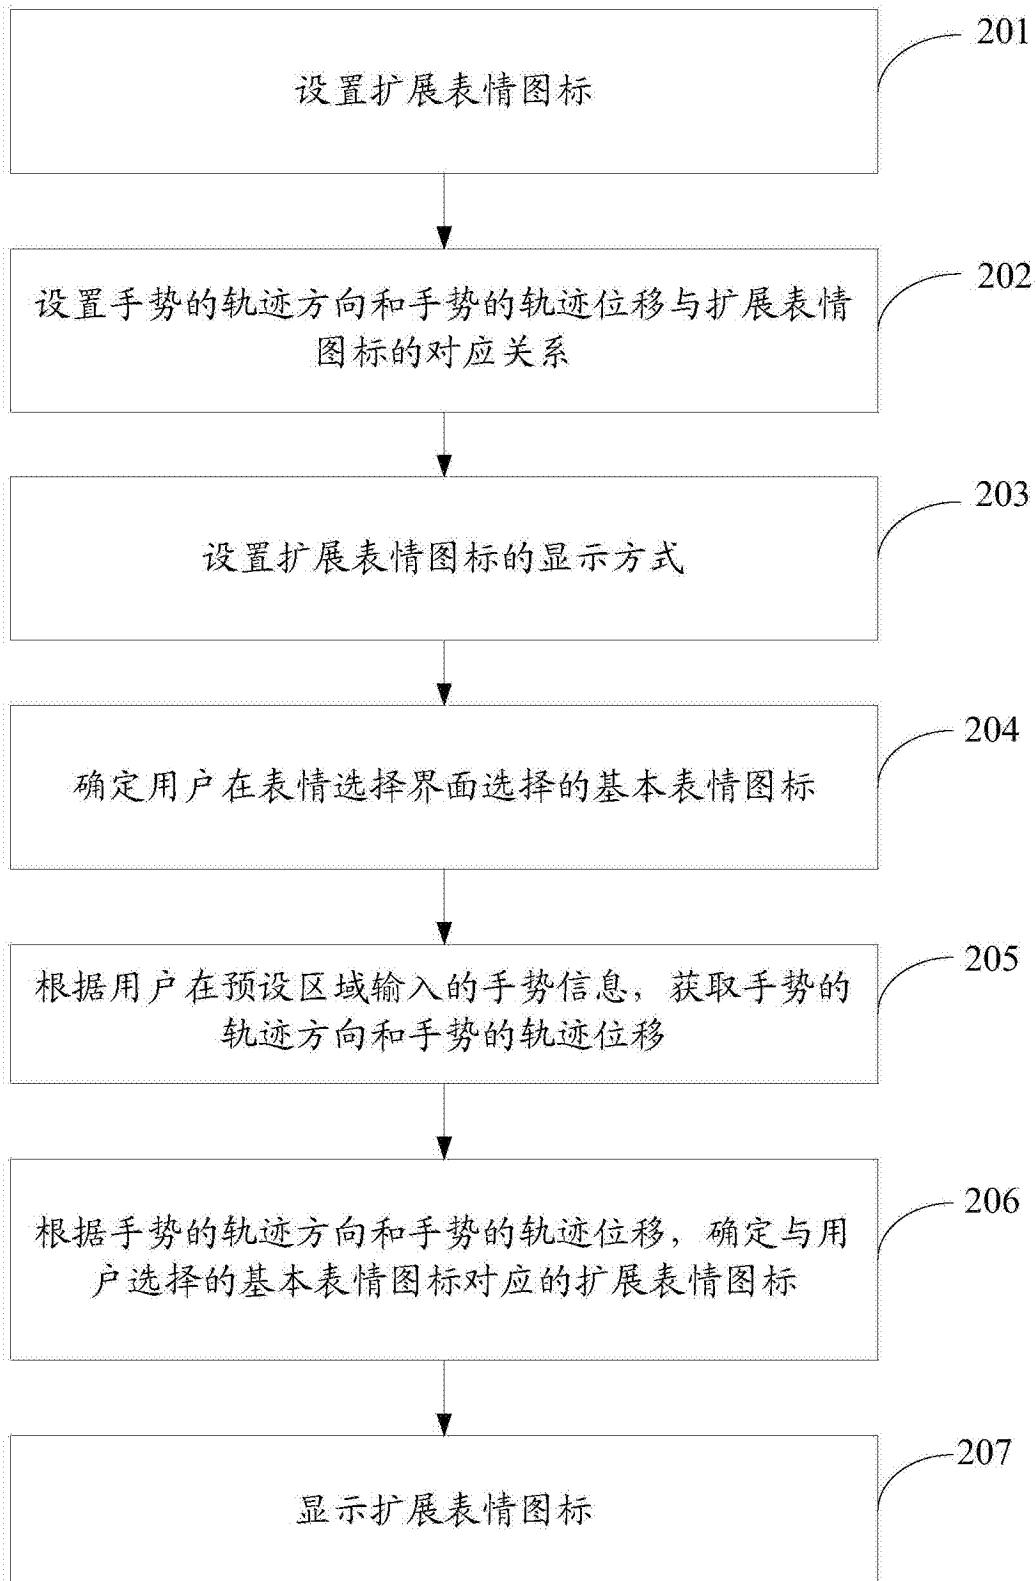 201
设置扩展表情图标
202
设置手势的轨迹方向和手势的轨迹位移与扩展表情
图标的对应关系
203
设置扩展表情图标的显示方式
204
确定用户在表情选择界面选择的基本表情图标
205
根据用户在预设区域输入的手势信息，获取手势的
轨迹方向和手势的轨迹位移
206
根据手势的轨迹方向和手势的轨迹位移，确定与用
户选择的基本表情图标对应的扩展表情图标
207
显示扩展表情图标